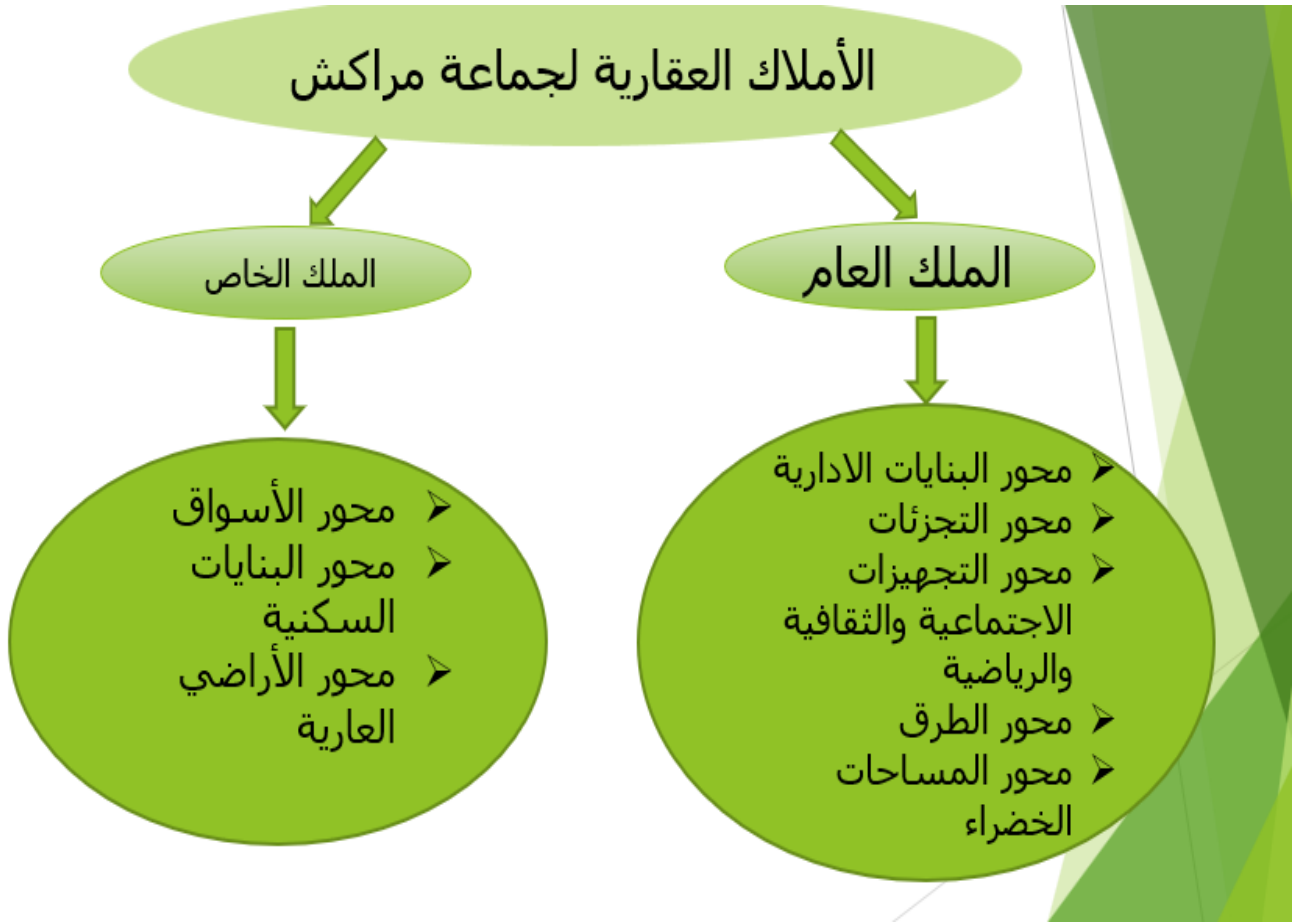 الأملاك العقارية لجماعة مراكش
الملك العام
الملك الخاص
محور البنايات الادارية
محور التجزئات
محور التجهيزات
الاجتماعية والثقافية
والرياضية
محور الطرق
محور المساحات
الخضراء
محور الأسواق
محور البنايات
السكنية
محور الأراضي
العارية